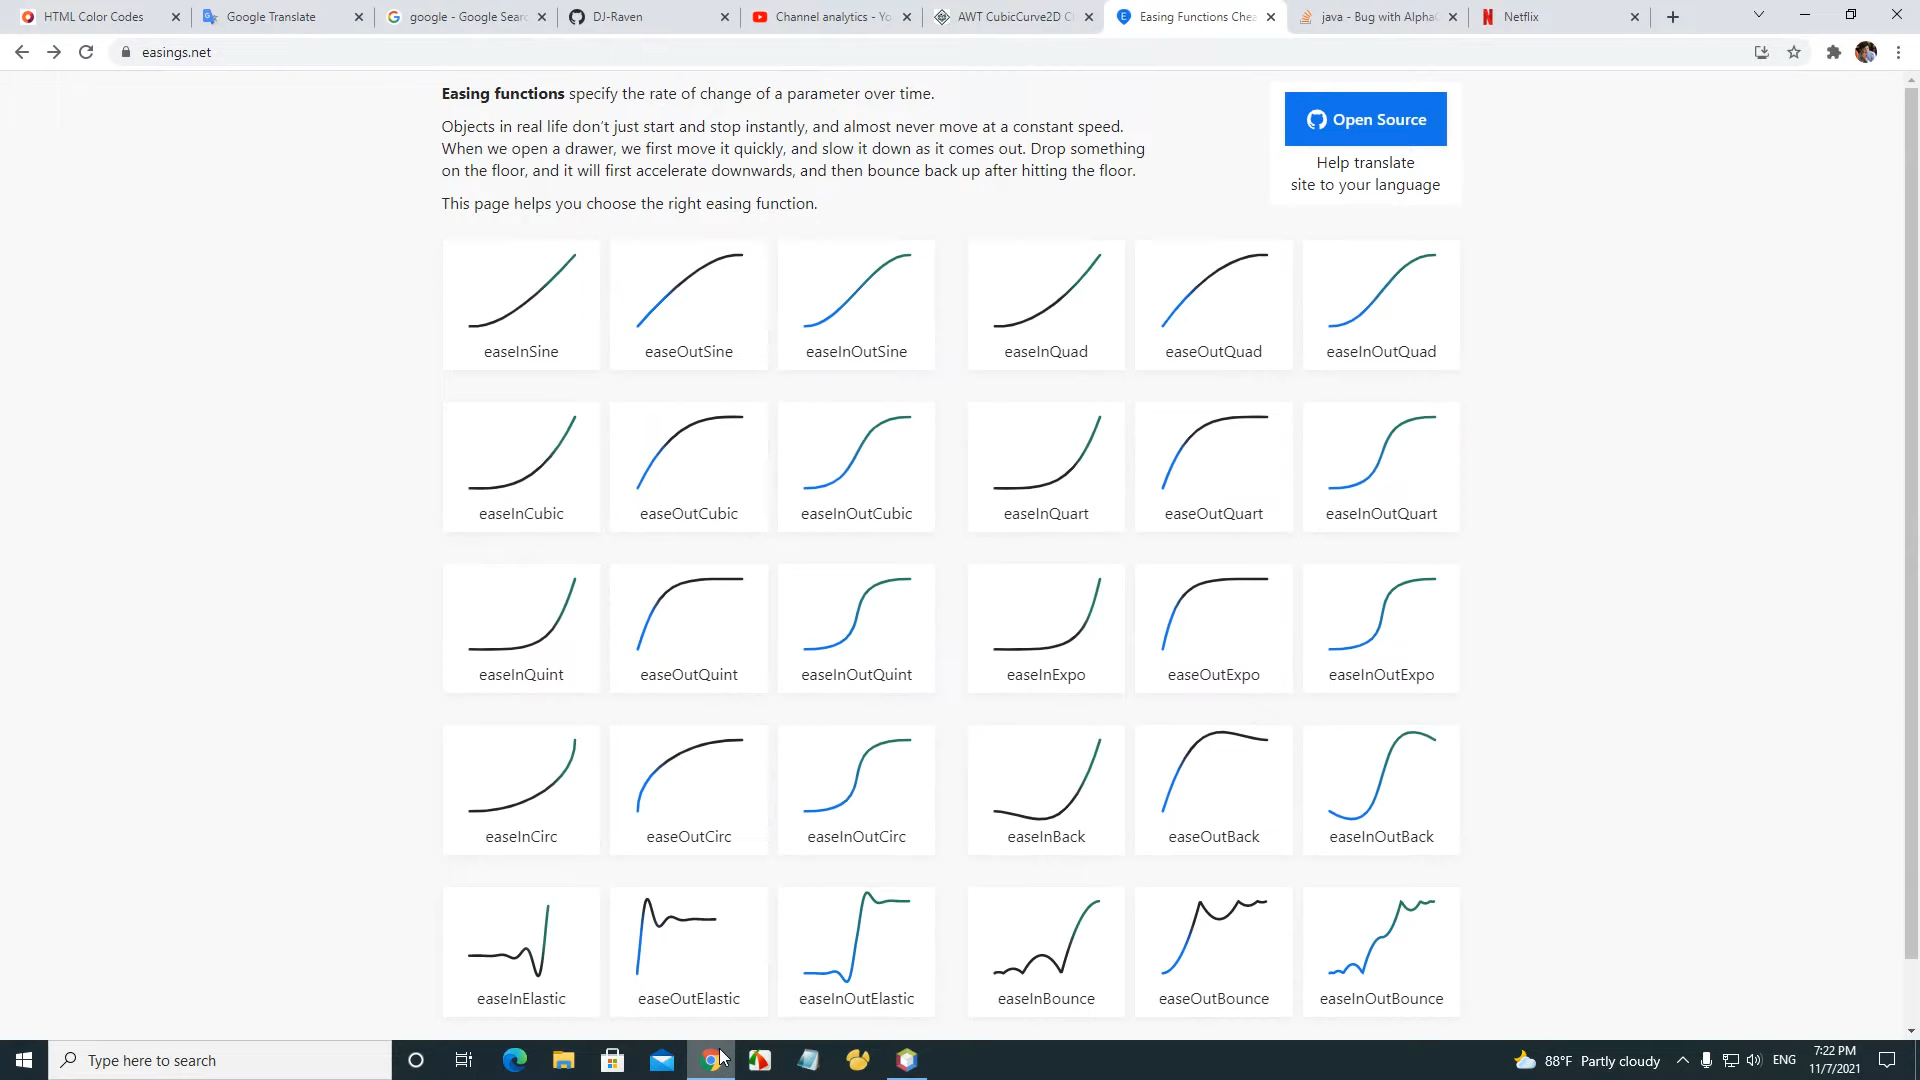 HTML Color Codes
Google Translate
google - Google Searc
DJ-Raven
Channel analytics - Yo
AWT CubicCurve2D C
Easing Functions Chea
java - Bug with AlphaC
Netflix
easings.net
Easing functions specify the rate of change of a parameter over time.
Objects in real life don't just start and stop instantly, and almost never move at a constant speed.
When we open a drawer, we first move it quickly, and slow it down as it comes out. Drop something
on the floor, and it will first accelerate downwards, and then bounce back up after hitting the floor.
This page helps you choose the right easing function.
Open Source
Help translate
site to your language
easeInSine
easeOutSine
easeInOutSine
easeInQuad
easeOutQuad
easeInOutQuad
easeInCubic
easeOutCubic
easeInOutCubic
easeInQuart
easeOutQuart
easeInOutQuart
easeInQuint
easeOutQuint
easeInOutQuint
easeInExpo
easeOutExpo
easeInOutExpo
easeInCirc
easeOutCirc
easeInOutCirc
easeInBack
easeOutBack
easeInOutBack
easeInElastic
easeOutElastic
easeInOutElastic
easeInBounce
easeOutBounce
easeInOutBounce
Type here to search
88°F Partly cloudy
ENG
7:22 PM
11/7/2021